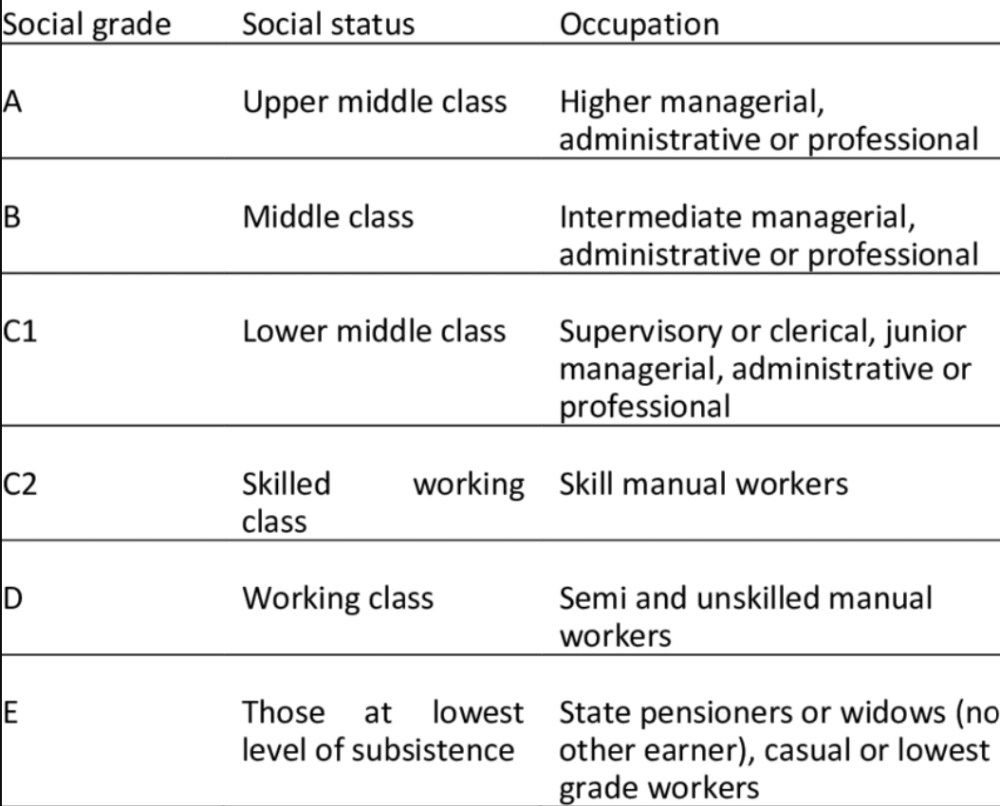 Social grade Social status Occupation
A Upper middle class Higher managerial,
administrative or professional
B Middle class Intermediate managerial,
administrative or professional
C1 Lower middle class Supervisory or clerical, junior
managerial, administrative or
professional
C2 Skilled working Skill manual workers
class
D Working class Semi and unskilled manual
workers
E Those at lowest State pensioners or widows (no
level of subsistence other earner), casual or lowest
grade workers